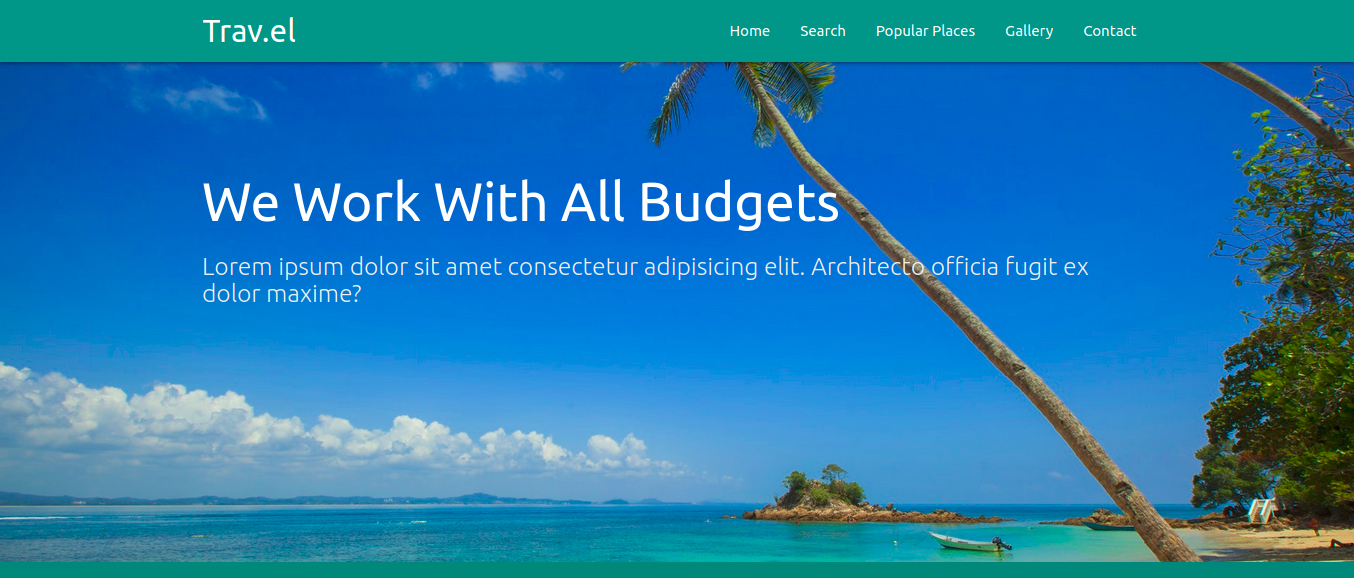 Trav.el
Home Search Popular Places Gallery Contact
We Work With All Budgets
Lorem ipsum dolor sit amet consectetur adipisicing elit. Architecto officia fugit ex
dolor maxime?